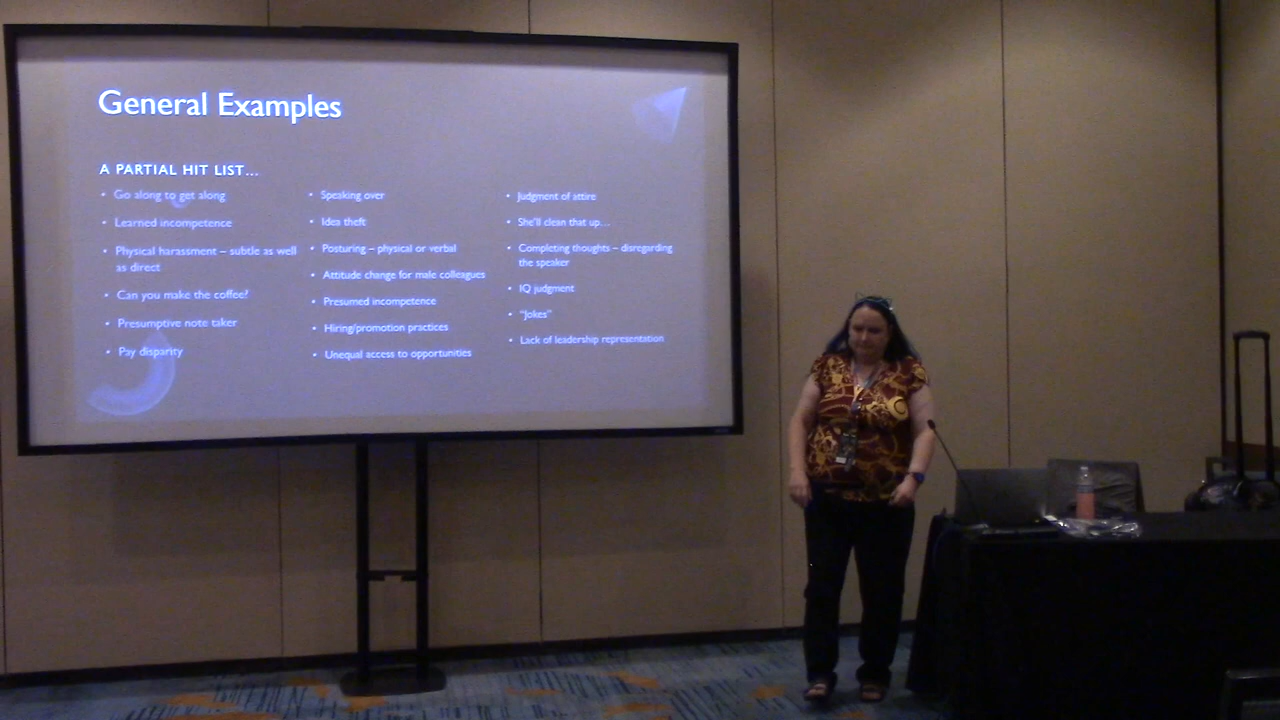 General Examples
A PARTIAL HIT LIST...
• Go along to get along
• Learned incompetence
• Physical harassment – subtle as well
as direct
• Can you make the coffee?
• Presumptive note taker
• Pay disparity
• Speaking over
• Idea theft
• Posturing – physical or verbal
• Attitude change for male colleagues
• Presumed incompetence
• Hiring/promotion practices
• Unequal access to opportunities
• Judgment of attire
• She'll clean that up...
• Completing thoughts – disregarding
the speaker
• IQ judgment
• "Jokes"
• Lack of leadership representation